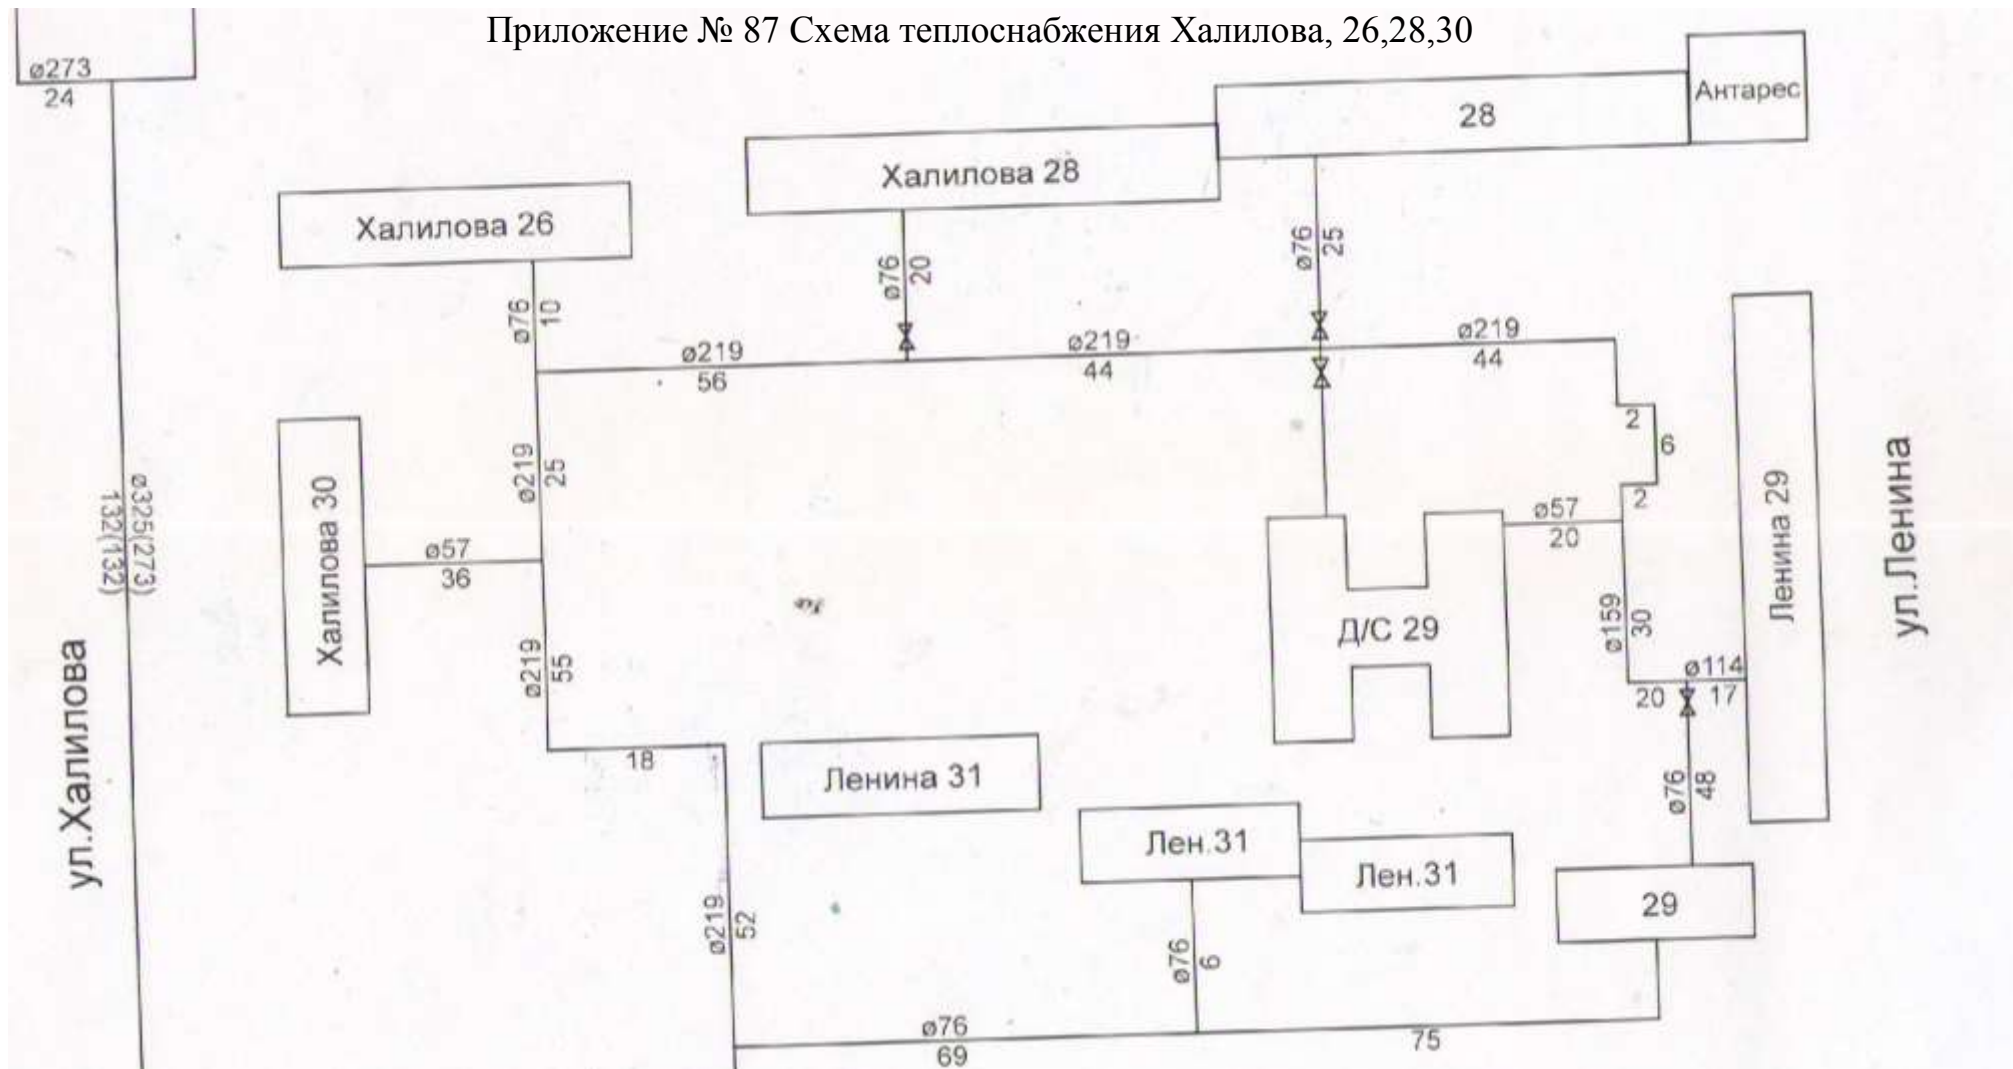 Приложение № 87 Схема теплоснабжения Халилова, 26,28,30
ø273
24
Антарес
28
Халилова 28
Халилова 26
ø76
10
ø76
20
ø76
25
ø219
56
ø219
44
ø219
44
2
6
2
Халилова 30
ø57
36
ø219
25
ø219
55
18
ø325(273)
132(132)
ул.Халилова
ø57
20
Д/С 29
ø159
30
ø114
20
17
Ленина 29
ул.Ленина
ø76
48
Ленина 31
Лен.31
Лен.31
29
ø219
52
ø76
6
ø76
69
75